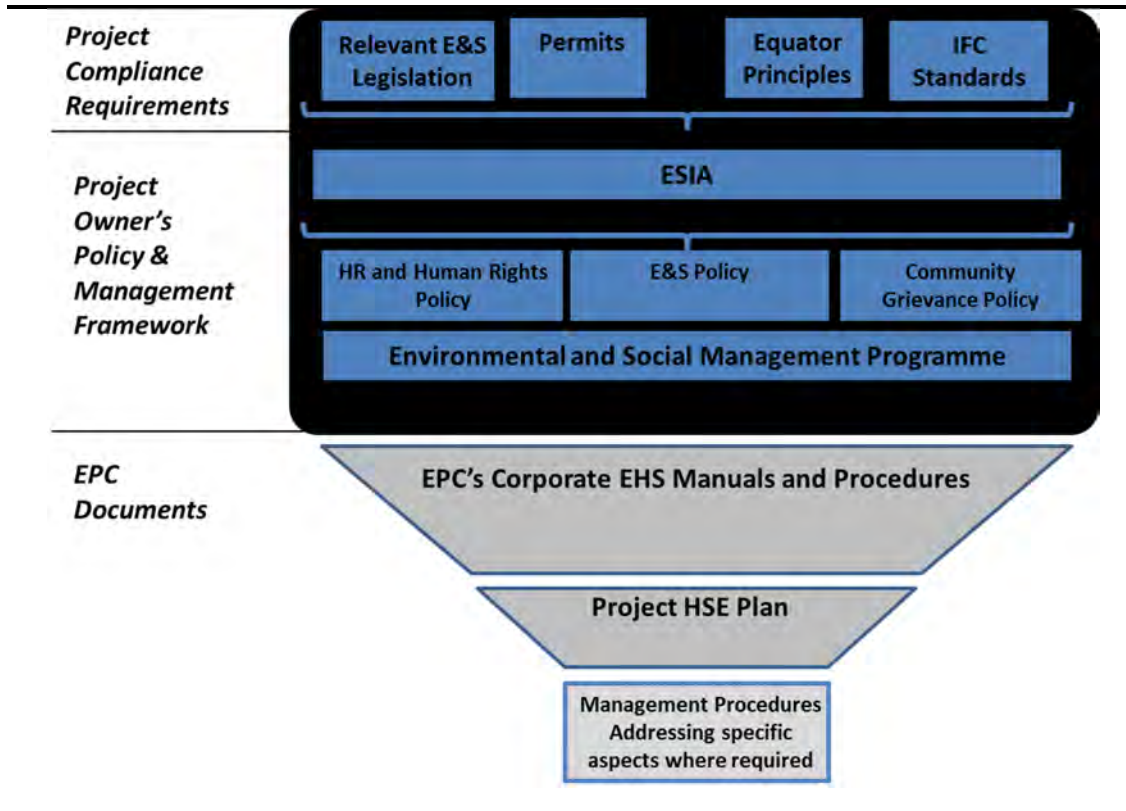 Project
Compliance
Requirements
Relevant E&S
Legislation
Permits
Equator
Principles
IFC
Standards
Project
Owner's
Policy &
Management
Framework
ESIA
HR and Human Rights
Policy
E&S Policy
Community
Grievance Policy
Environmental and Social Management Programme
EPC
Documents
EPC's Corporate EHS Manuals and Procedures
Project HSE Plan
Management Procedures
Addressing specific
aspects where required